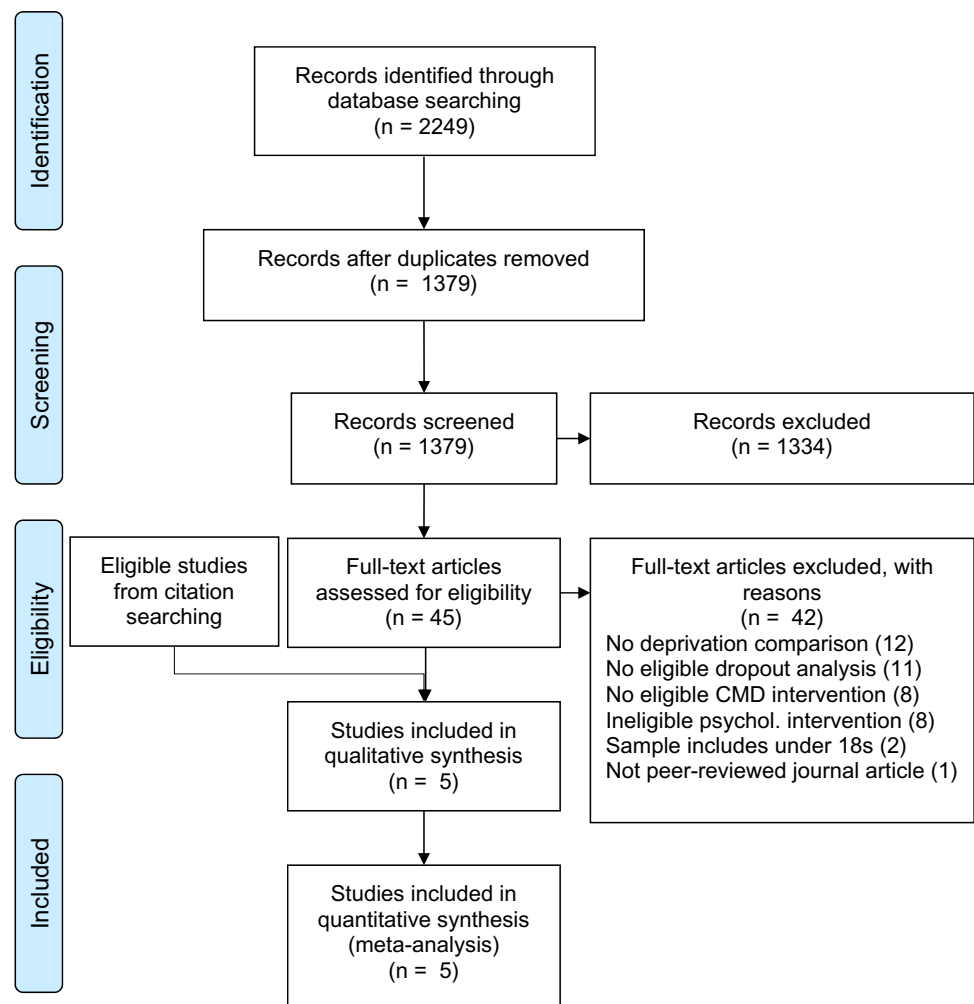 Identification
Records identified through
database searching
(n = 2249)
Records after duplicates removed
(n = 1379)
Screening
Records screened
(n = 1379)
Records excluded
(n = 1334)
Eligibility
Eligible studies
from citation
searching
Full-text articles
assessed for eligibility
(n = 45)
Full-text articles excluded, with
reasons
(n = 42)
No deprivation comparison (12)
No eligible dropout analysis (11)
No eligible CMD intervention (8)
Ineligible psychol. intervention (8)
Sample includes under 18s (2)
Not peer-reviewed journal article (1)
Studies included in
qualitative synthesis
(n = 5)
Included
Studies included in
quantitative synthesis
(meta-analysis)
(n = 5)